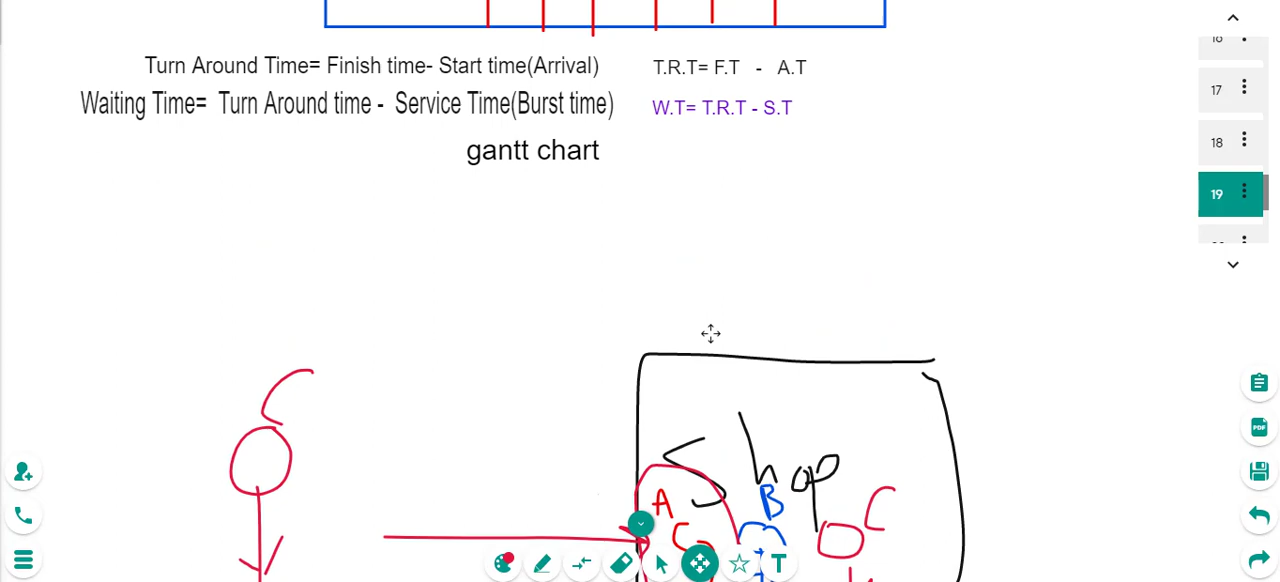 Turn Around Time= Finish time- Start time(Arrival) T.R.T= F.T - A.T
Waiting Time= Turn Around time - Service Time(Burst time) W.T= T.R.T - S.T
gantt chart
17
18
19
Shop
A
B
C
C
C
PDF
T